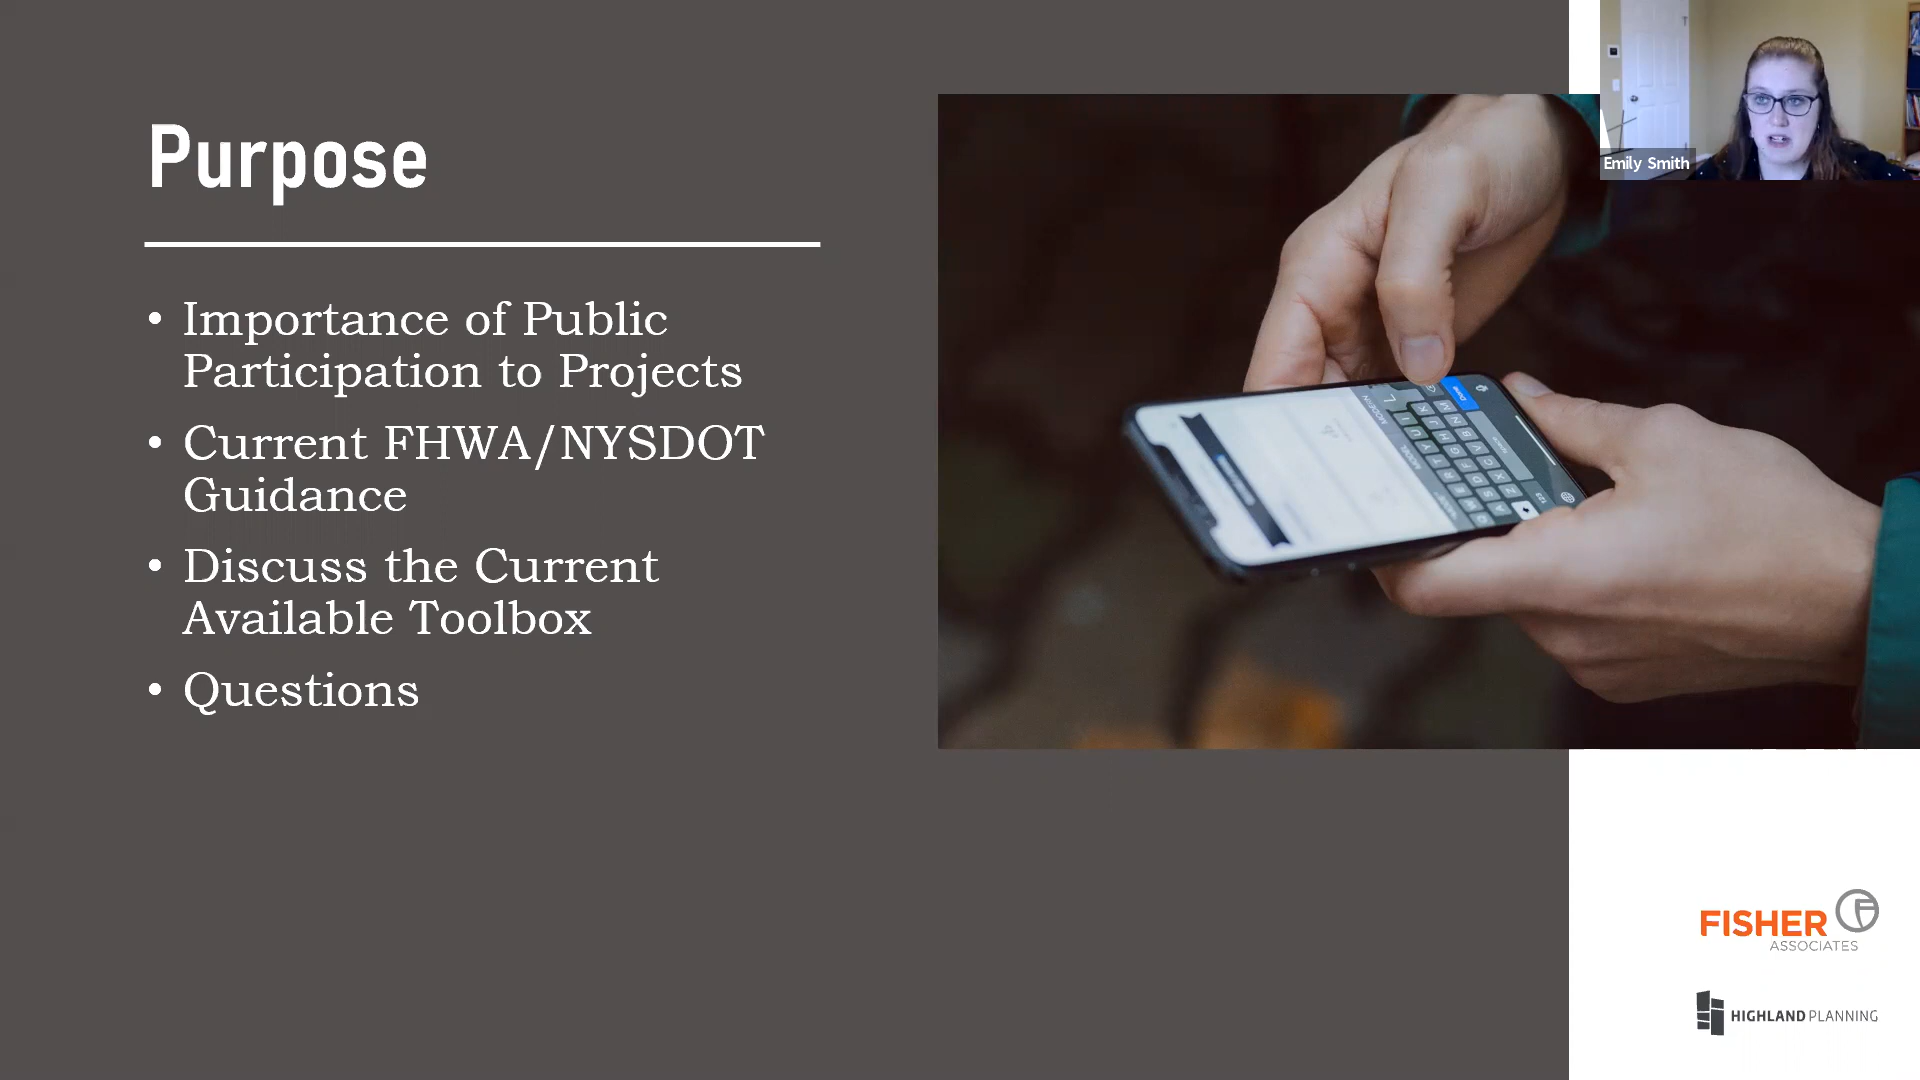 Purpose
• Importance of Public
Participation to Projects
• Current FHWA/NYSDOT
Guidance
• Discuss the Current
Available Toolbox
• Questions
Emily Smith
FISHER
ASSOCIATES
HIGHLAND PLANNING